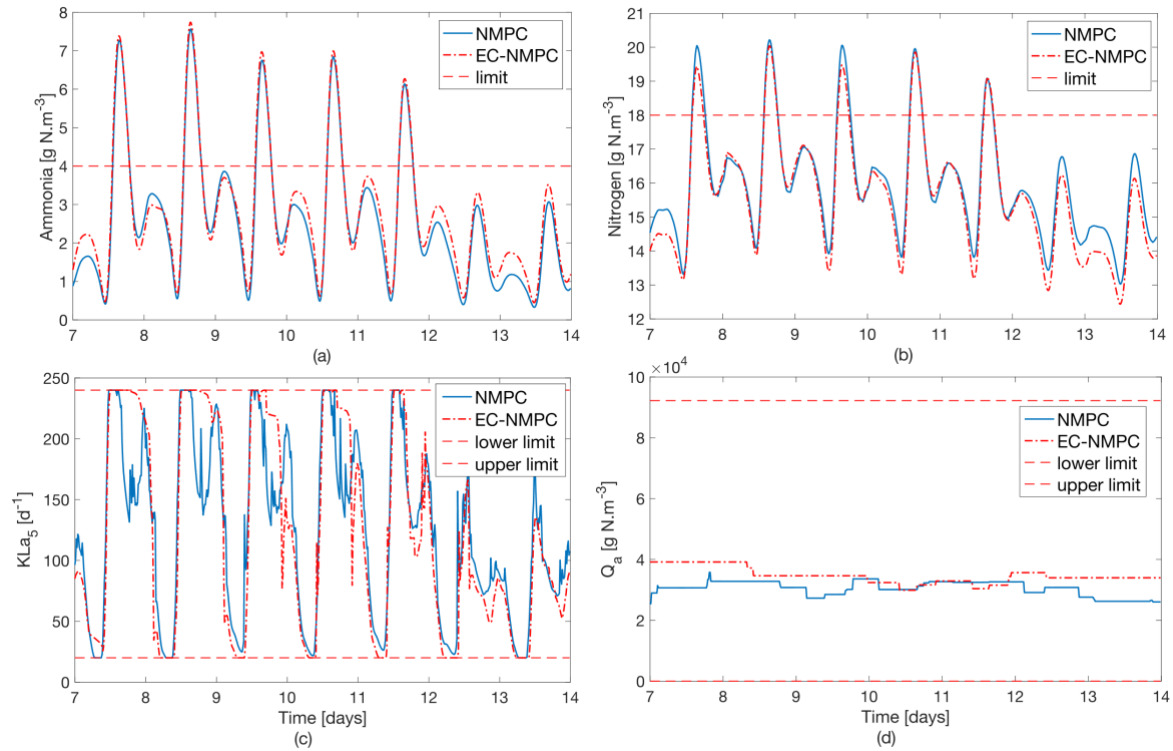 Ammonia [g N.m-3]
8
7
6
5
4
3
2
1
0
NMPC
EC-NMPC
limit
7 8 9 10 11 12 13 14
(a)
Nitrogen [g N.m-3]
21
20
19
18
17
16
15
14
13
12
NMPC
EC-NMPC
limit
7 8 9 10 11 12 13 14
(b)
KLa5 [d-1]
250
200
150
100
50
0
NMPC
EC-NMPC
lower limit
upper limit
7 8 9 10 11 12 13 14
Time [days]
(c)
× 10^4
Qa [g N.m-3]
10
8
6
4
2
0
NMPC
EC-NMPC
lower limit
upper limit
7 8 9 10 11 12 13 14
Time [days]
(d)